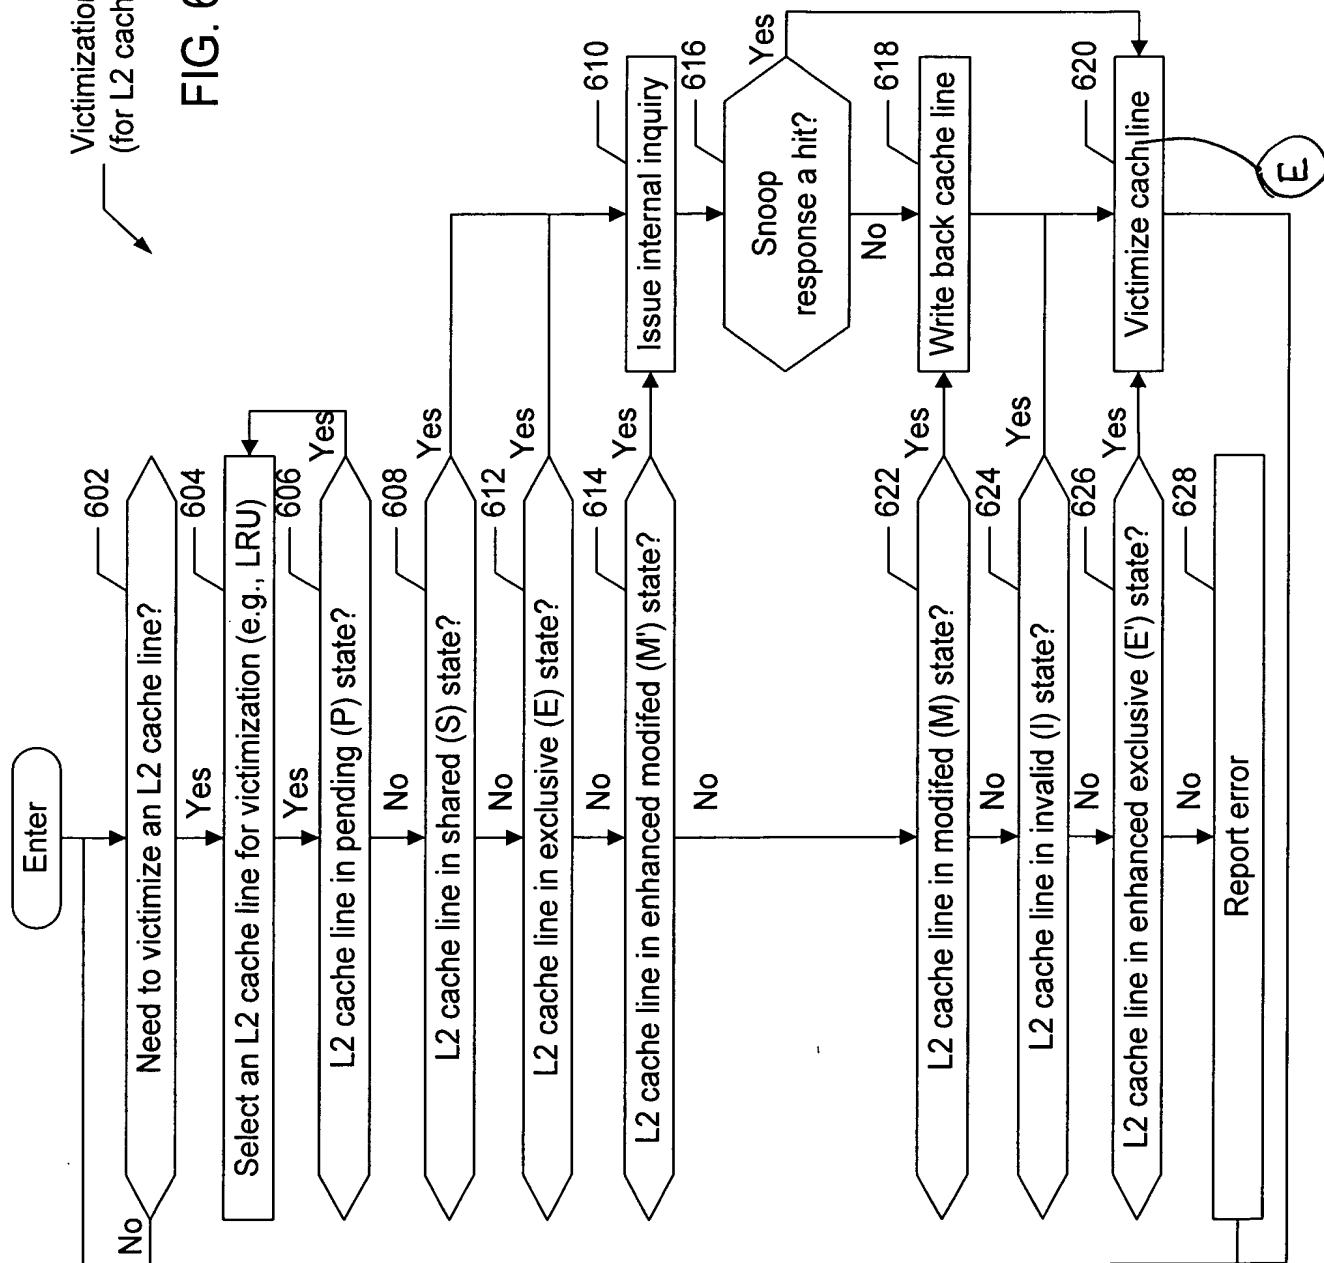 Victimization
(for L2 cach
FIG. 6
Enter
602
Need to victimize an L2 cache line?
No
Yes
604
Select an L2 cache line for victimization (e.g., LRU)
Yes
606
L2 cache line in pending (P) state?
Yes
No
608
L2 cache line in shared (S) state?
Yes
No
612
L2 cache line in exclusive (E) state?
Yes
No
614
L2 cache line in enhanced modifed (M') state?
Yes
No
610
Issue internal inquiry
616
Snoop
response a hit?
Yes
No
618
Write back cache line
620
Victimize cach line
E
622
L2 cache line in modifed (M) state?
Yes
No
624
L2 cache line in invalid (I) state?
Yes
No
626
L2 cache line in enhanced exclusive (E') state?
Yes
No
628
Report error